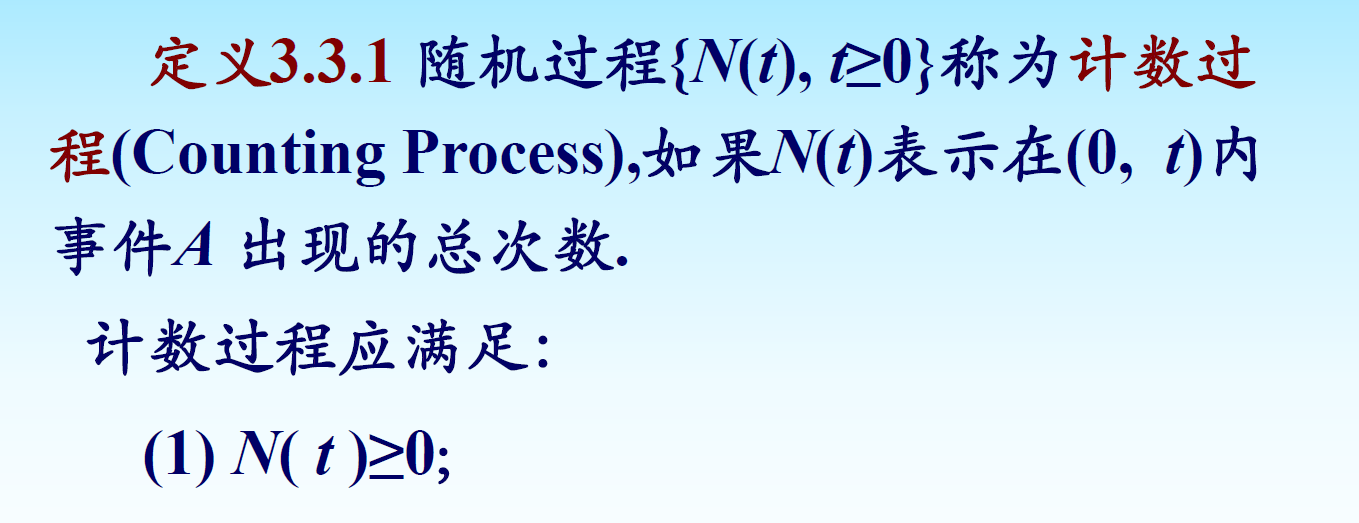 定义3.3.1 随机过程{N(t), t≥0}称为计数过
程(Counting Process),如果N(t)表示在(0, t)内
事件A 出现的总次数.
计数过程应满足:
(1) N( t )≥0;